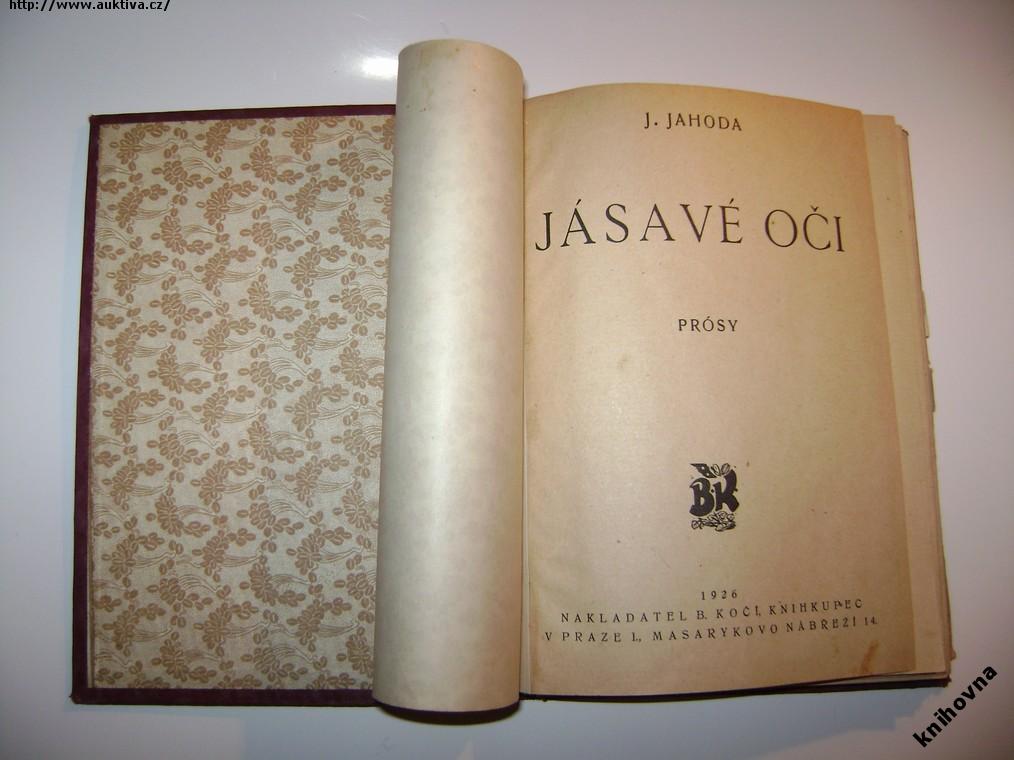 http://www.auktiva.cz/
J. JAHODA
JÁSAVÉ OČI
PRÓSY
BK
1926
NAKLADATEL B. KOČÍ, KNIHKUPEC
V PRAZE I., MASARYKOVO NÁBŘEŽÍ 14.
knihovna